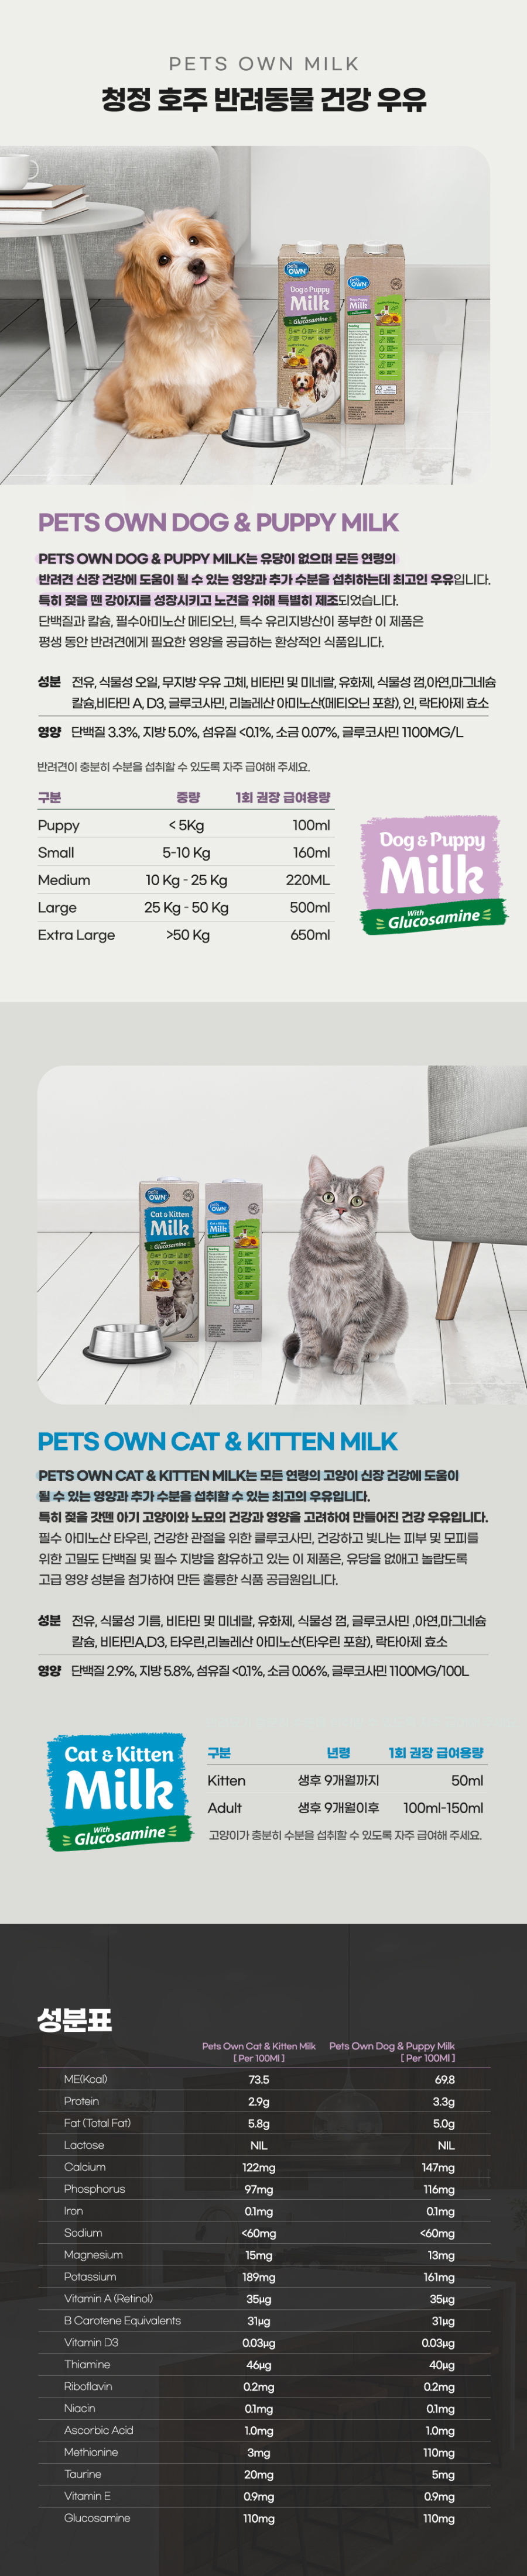 PETS OWN MILK
청정 호주 반려동물 건강 우유
pets OWN
Dog & Puppy
Milk
With Glucosamine
pets OWN
Dog & Puppy
Milk
PETS OWN DOG & PUPPY MILK
PETS OWN DOG & PUPPY MILK는 유당이 없으며 모든 연령의
반려견 신장 건강에 도움이 될 수 있는 영양과 추가 수분을 섭취하는데 최고인 우유입니다.
특히 젖을 뗀 강아지를 성장시키고 노견을 위해 특별히 제조되었습니다.
단백질과 칼슘, 필수아미노산 메티오닌, 특수 유리지방산이 풍부한 이 제품은
평생 동안 반려견에게 필요한 영양을 공급하는 환상적인 식품입니다.
성분 전유, 식물성 오일, 무지방 우유 고체, 비타민 및 미네랄, 유화제, 식물성 껌,아연,마그네슘
칼슘,비타민 A, D3, 글루코사민, 리놀레산 아미노산(메티오닌 포함), 인, 락타아제 효소
영양 단백질 3.3%, 지방 5.0%, 섬유질 <0.1%, 소금 0.07%, 글루코사민 1100MG/L
반려견이 충분히 수분을 섭취할 수 있도록 자주 급여해 주세요.
구분 중량 1회 권장 급여용량
Puppy < 5Kg 100ml
Small 5-10 Kg 160ml
Medium 10 Kg - 25 Kg 220ML
Large 25 Kg - 50 Kg 500ml
Extra Large >50 Kg 650ml
Dog & Puppy
Milk
With
Glucosamine
pets OWN
Cat & Kitten
Milk
With Glucosamine
pets OWN
Milk
PETS OWN CAT & KITTEN MILK
PETS OWN CAT & KITTEN MILK는 모든 연령의 고양이 신장 건강에 도움이
될 수 있는 영양과 추가 수분을 섭취할 수 있는 최고의 우유입니다.
특히 젖을 갓뗀 아기 고양이와 노묘의 건강과 영양을 고려하여 만들어진 건강 우유입니다.
필수 아미노산 타우린, 건강한 관절을 위한 클루코사민, 건강하고 빛나는 피부 및 모피를
위한 고밀도 단백질 및 필수 지방을 함유하고 있는 이 제품은, 유당을 없애고 놀랍도록
고급 영양 성분을 첨가하여 만든 훌륭한 식품 공급원입니다.
성분 전유, 식물성 기름, 비타민 및 미네랄, 유화제, 식물성 껌, 글루코사민 ,아연,마그네슘
칼슘, 비타민A,D3, 타우린,리놀레산 아미노산(타우린 포함), 락타아제 효소
영양 단백질 2.9%, 지방 5.8%, 섬유질 <0.1%, 소금 0.06%, 글루코사민 1100MG/100L
Cat & Kitten
Milk
With
Glucosamine
구분 년령 1회 권장 급여용량
Kitten 생후 9개월까지 50ml
Adult 생후 9개월이후 100ml-150ml
고양이가 충분히 수분을 섭취할 수 있도록 자주 급여해 주세요.
성분표
Pets Own Cat & Kitten Milk Pets Own Dog & Puppy Milk
[ Per 100Ml ] [ Per 100Ml ]
ME(Kcal) 73.5 69.8
Protein 2.9g 3.3g
Fat (Total Fat) 5.8g 5.0g
Lactose NIL NIL
Calcium 122mg 147mg
Phosphorus 97mg 116mg
Iron 0.1mg 0.1mg
Sodium <60mg <60mg
Magnesium 15mg 13mg
Potassium 189mg 161mg
Vitamin A (Retinol) 35µg 35µg
B Carotene Equivalents 31µg 31µg
Vitamin D3 0.03µg 0.03µg
Thiamine 46µg 40µg
Riboflavin 0.2mg 0.2mg
Niacin 0.1mg 0.1mg
Ascorbic Acid 1.0mg 1.0mg
Methionine 3mg 110mg
Taurine 20mg 5mg
Vitamin E 0.9mg 0.9mg
Glucosamine 110mg 110mg